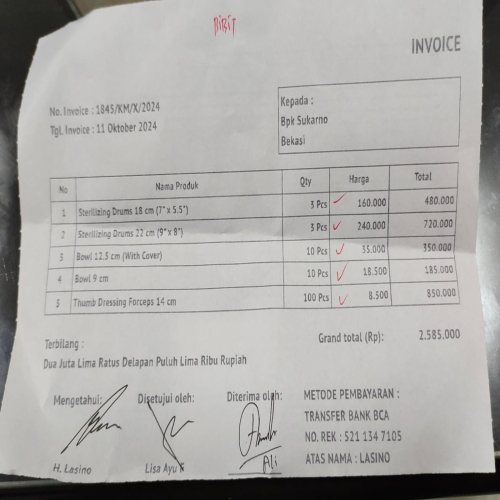 BiBiT
INVOICE
No. Invoice : 1845/KM/X/2024
Tgl. Invoice : 11 Oktober 2024
Kepada :
Bpk Sukarno
Bekasi
No Nama Produk Qty Harga Total
1 Sterilizing Drums 18 cm (7" x 5.5") 3 Pcs 160.000 480.000
2 Sterilizing Drums 22 cm (9" x 8") 3 Pcs 240.000 720.000
3 Bowl 12.5 cm (With Cover) 10 Pcs 35.000 350.000
4 Bowl 9 cm 10 Pcs 18.500 185.000
5 Thumb Dressing Forceps 14 cm 100 Pcs 8.500 850.000
Grand total (Rp): 2.585.000
Terbilang :
Dua Juta Lima Ratus Delapan Puluh Lima Ribu Rupiah
Mengetahui: Disetujui oleh: Diterima oleh:
H. Lasino Lisa Ayu Ali
METODE PEMBAYARAN :
TRANSFER BANK BCA
NO. REK : 521 134 7105
ATAS NAMA : LASINO